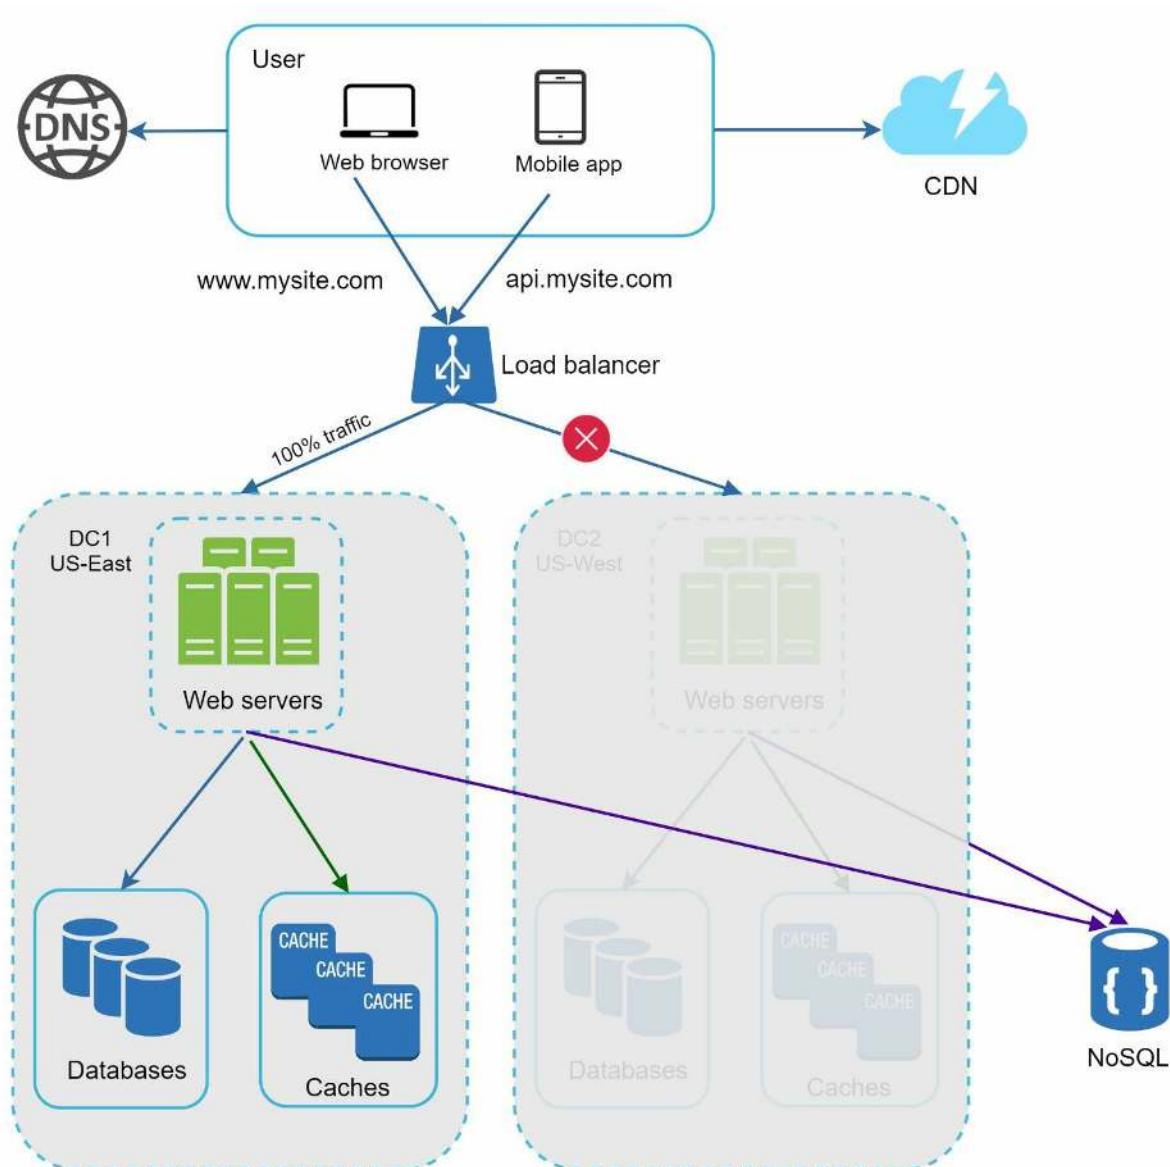 User
DNS
Web browser
Mobile app
CDN
www.mysite.com
api.mysite.com
Load balancer
100% traffic
DC1
US-East
DC2
US-West
Web servers
Web servers
CACHE
CACHE
CACHE
CACHE
CACHE
CACHE
{ }
Databases
Caches
Databases
Caches
NoSQL